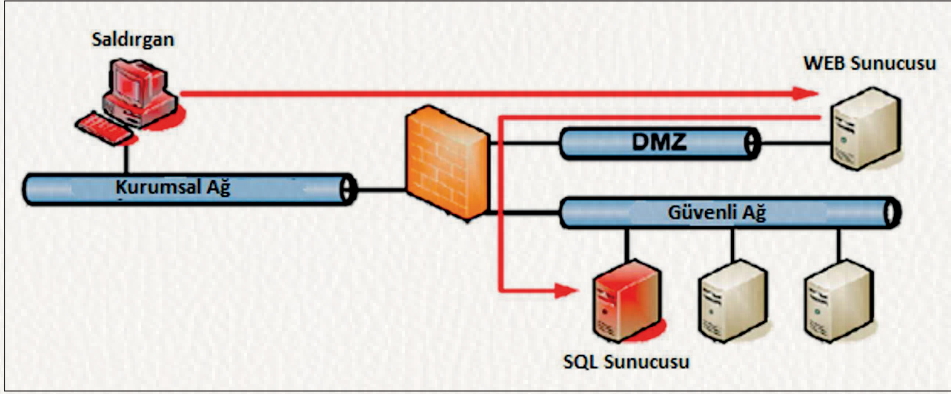 Saldırgan
WEB Sunucusu
DMZ
Kurumsal Ağ
Güvenli Ağ
SQL Sunucusu